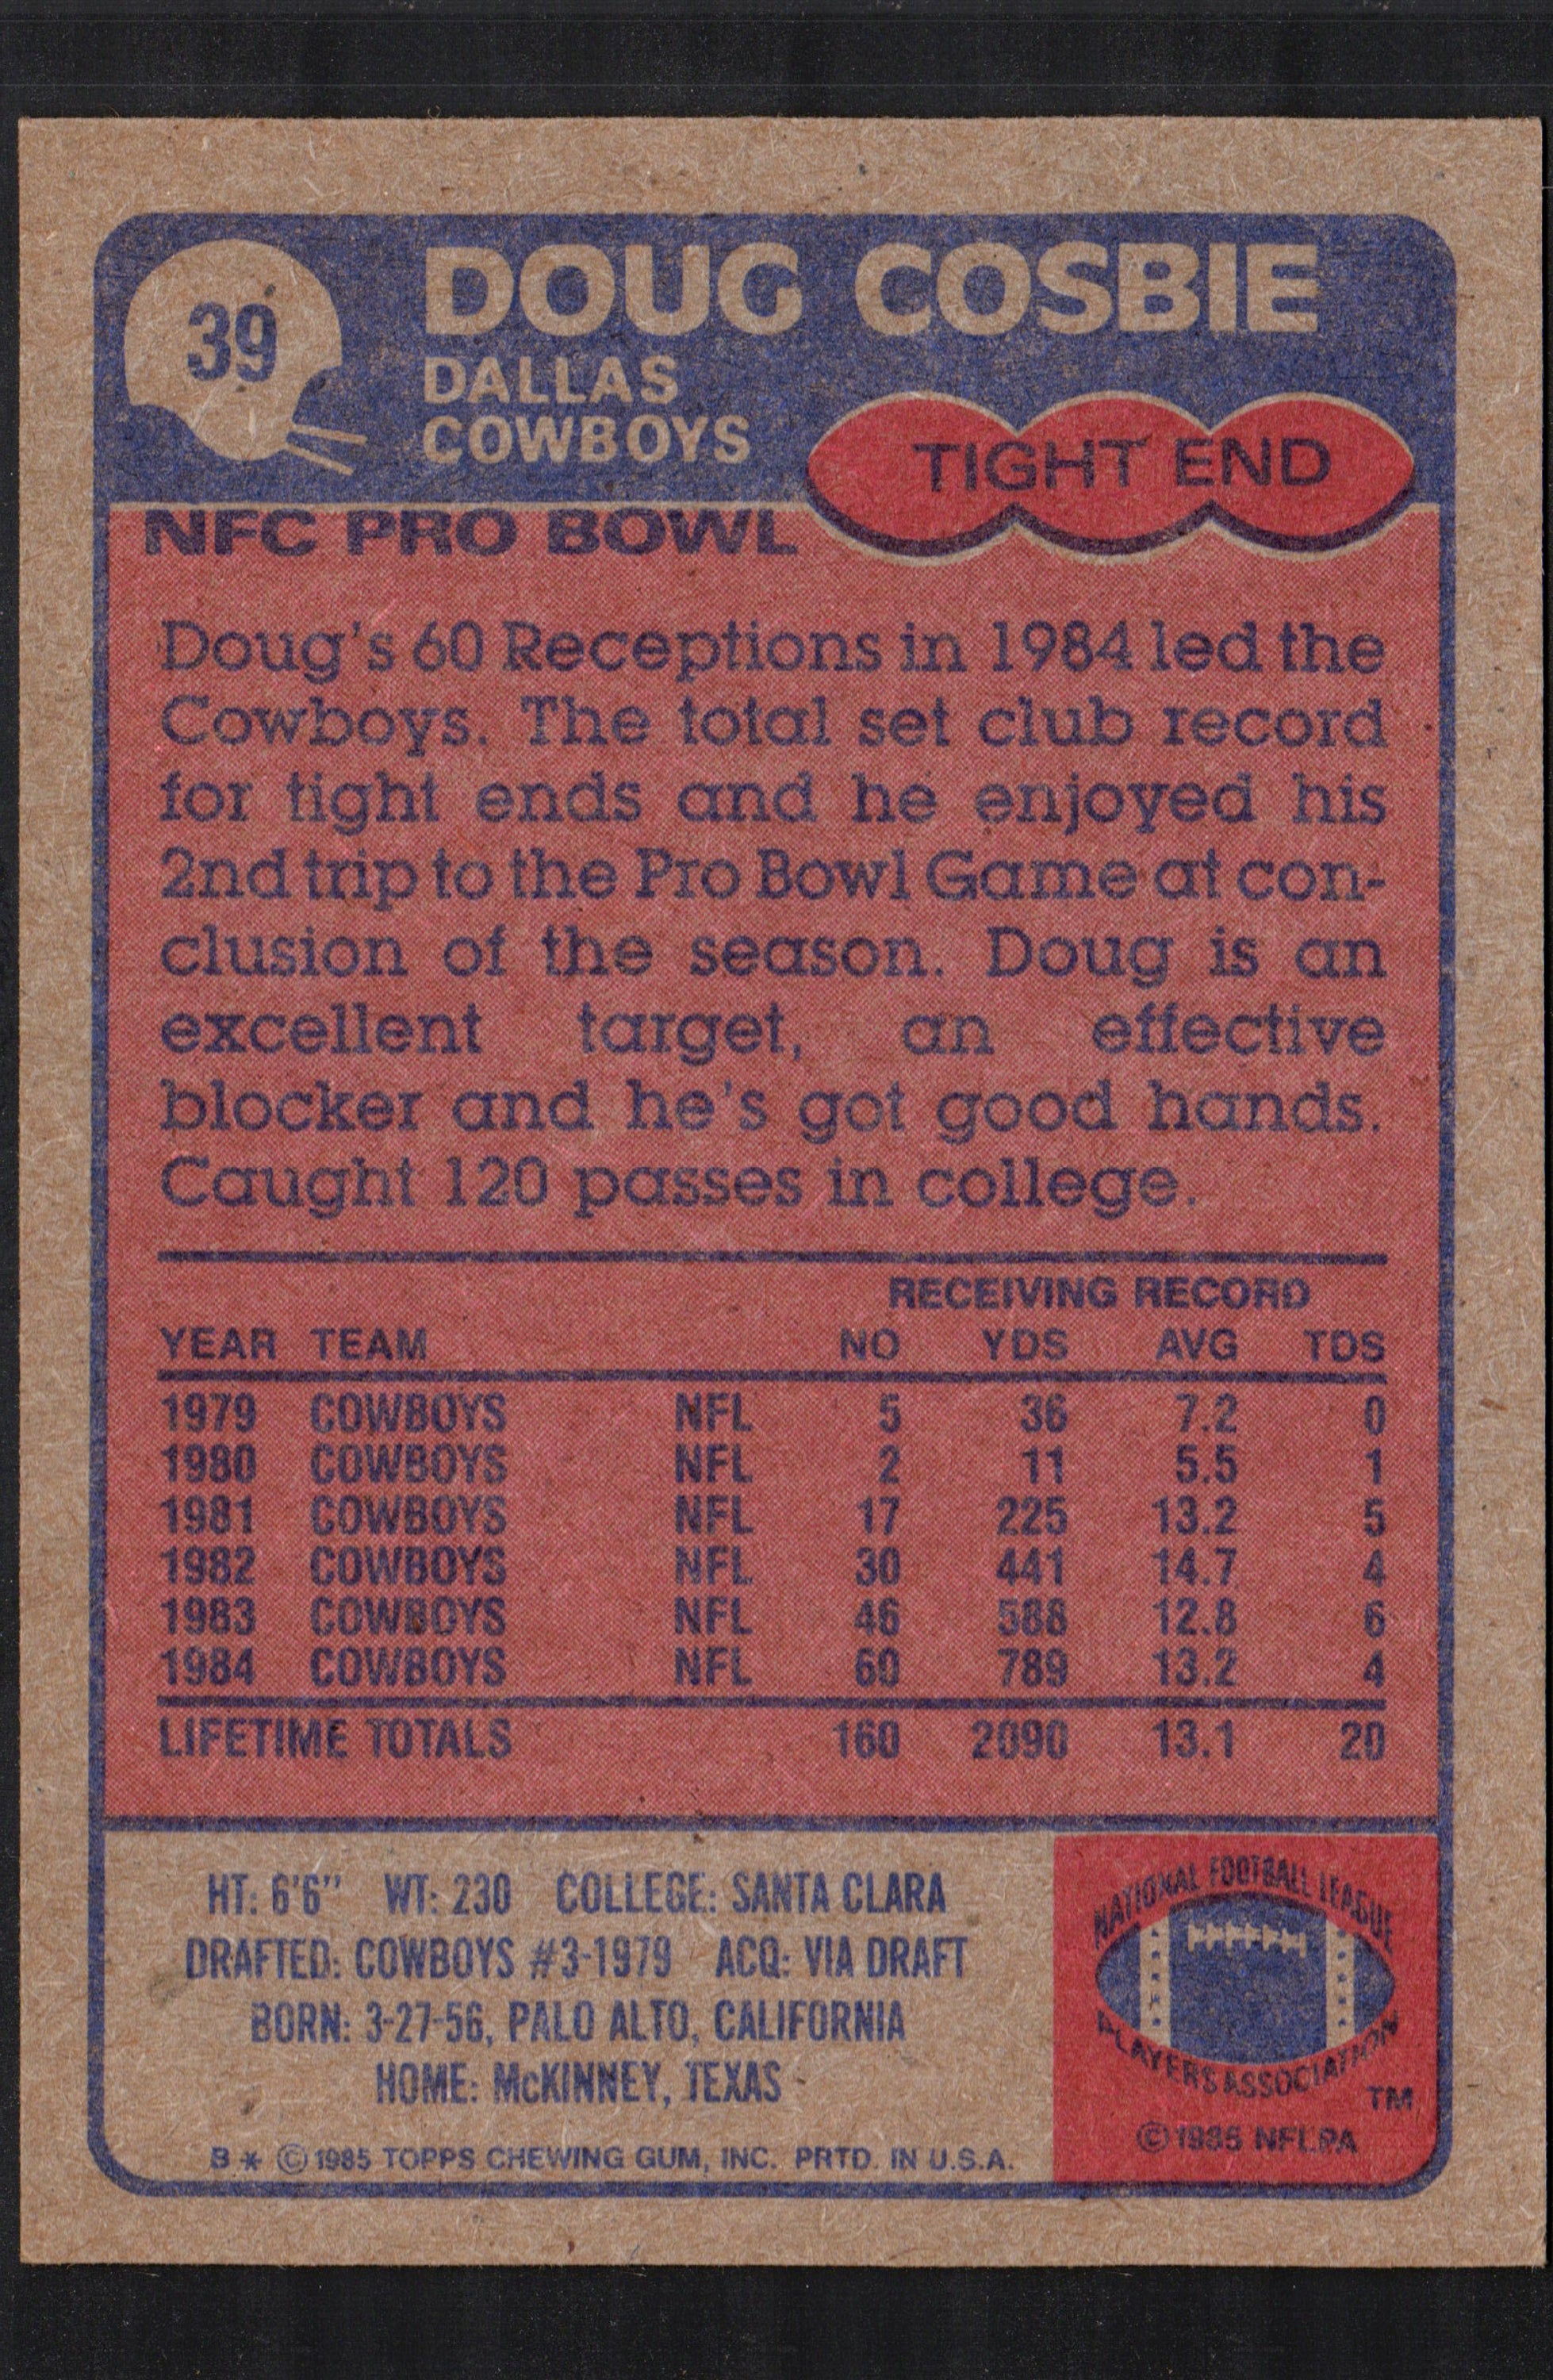 39
DOUG COSBIE
DALLAS
COWBOYS
TIGHT END
NFC PRO BOWL
Doug's 60 Receptions in 1984 led the
Cowboys. The total set club record
for tight ends and he enjoyed his
2nd trip to the Pro Bowl Game at con-
clusion of the season. Doug is an
excellent target, an effective
blocker and he's got good hands.
Caught 120 passes in college.
RECEIVING RECORD
YEAR TEAM NO YDS AVG TDS
1979 COWBOYS NFL 5 36 7.2 0
1980 COWBOYS NFL 2 11 5.5 1
1981 COWBOYS NFL 17 225 13.2 5
1982 COWBOYS NFL 30 441 14.7 4
1983 COWBOYS NFL 46 588 12.8 6
1984 COWBOYS NFL 60 789 13.2 4
LIFETIME TOTALS 160 2090 13.1 20
HT: 6'6" WT: 230 COLLEGE: SANTA CLARA
DRAFTED: COWBOYS #3-1979 ACQ: VIA DRAFT
BORN: 3-27-56, PALO ALTO, CALIFORNIA
HOME: McKINNEY, TEXAS
B * © 1985 TOPPS CHEWING GUM, INC. PRTD. IN U.S.A.
NATIONAL FOOTBALL LEAGUE
PLAYERS ASSOCIATION
TM
© 1985 NFLPA